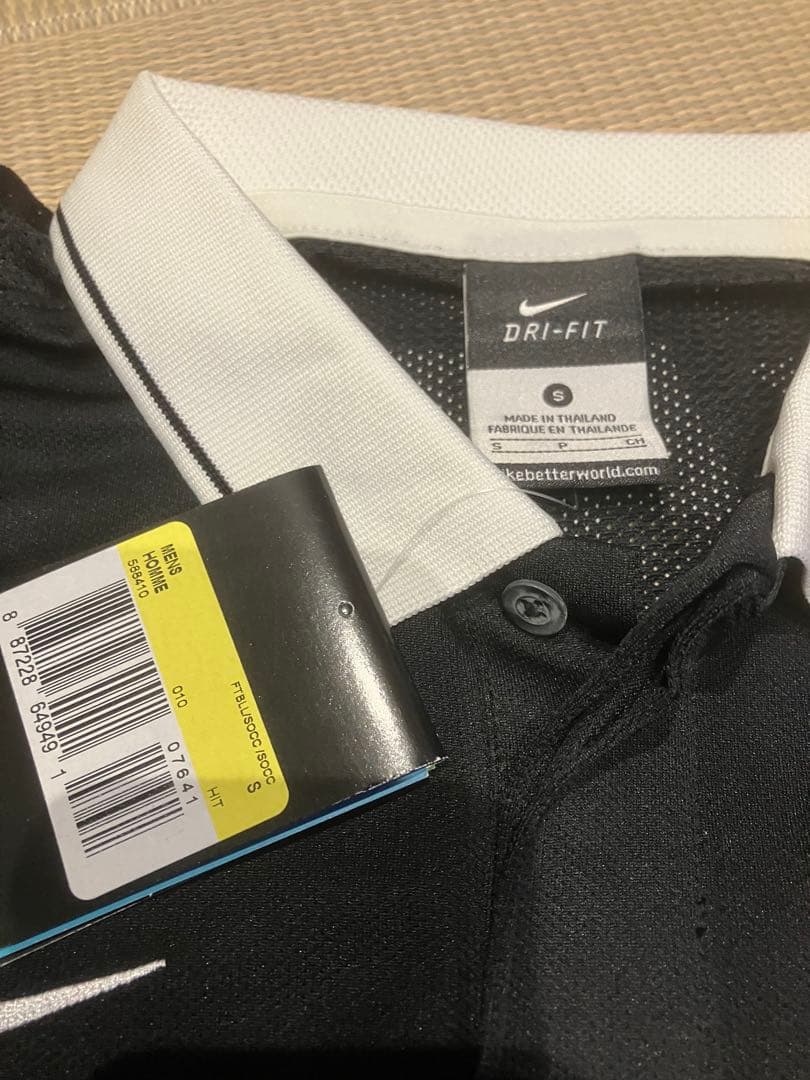 DRI-FIT
S
MADE IN THAILAND
FABRIQUE EN THAILANDE
S P CH
kebetterworld.com
MENS
HOMME
588410
010
FTBLL/SOCC/SOCC
S
HIT
8 87228 64949 1
07641